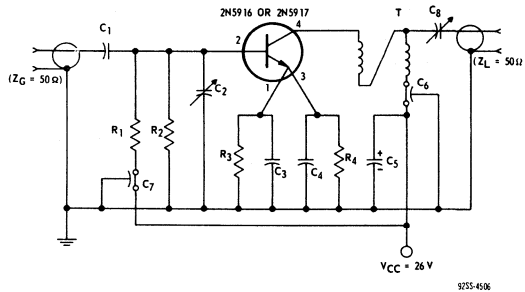 2N5916 OR 2N5917
C1
T
C8
4
2
1
3
(ZG = 50Ω)
(ZL = 50Ω
C2
C6
R1
R2
R3
C3
C4
R4
+
-
C5
C7
VCC = 26 V
92SS-4506